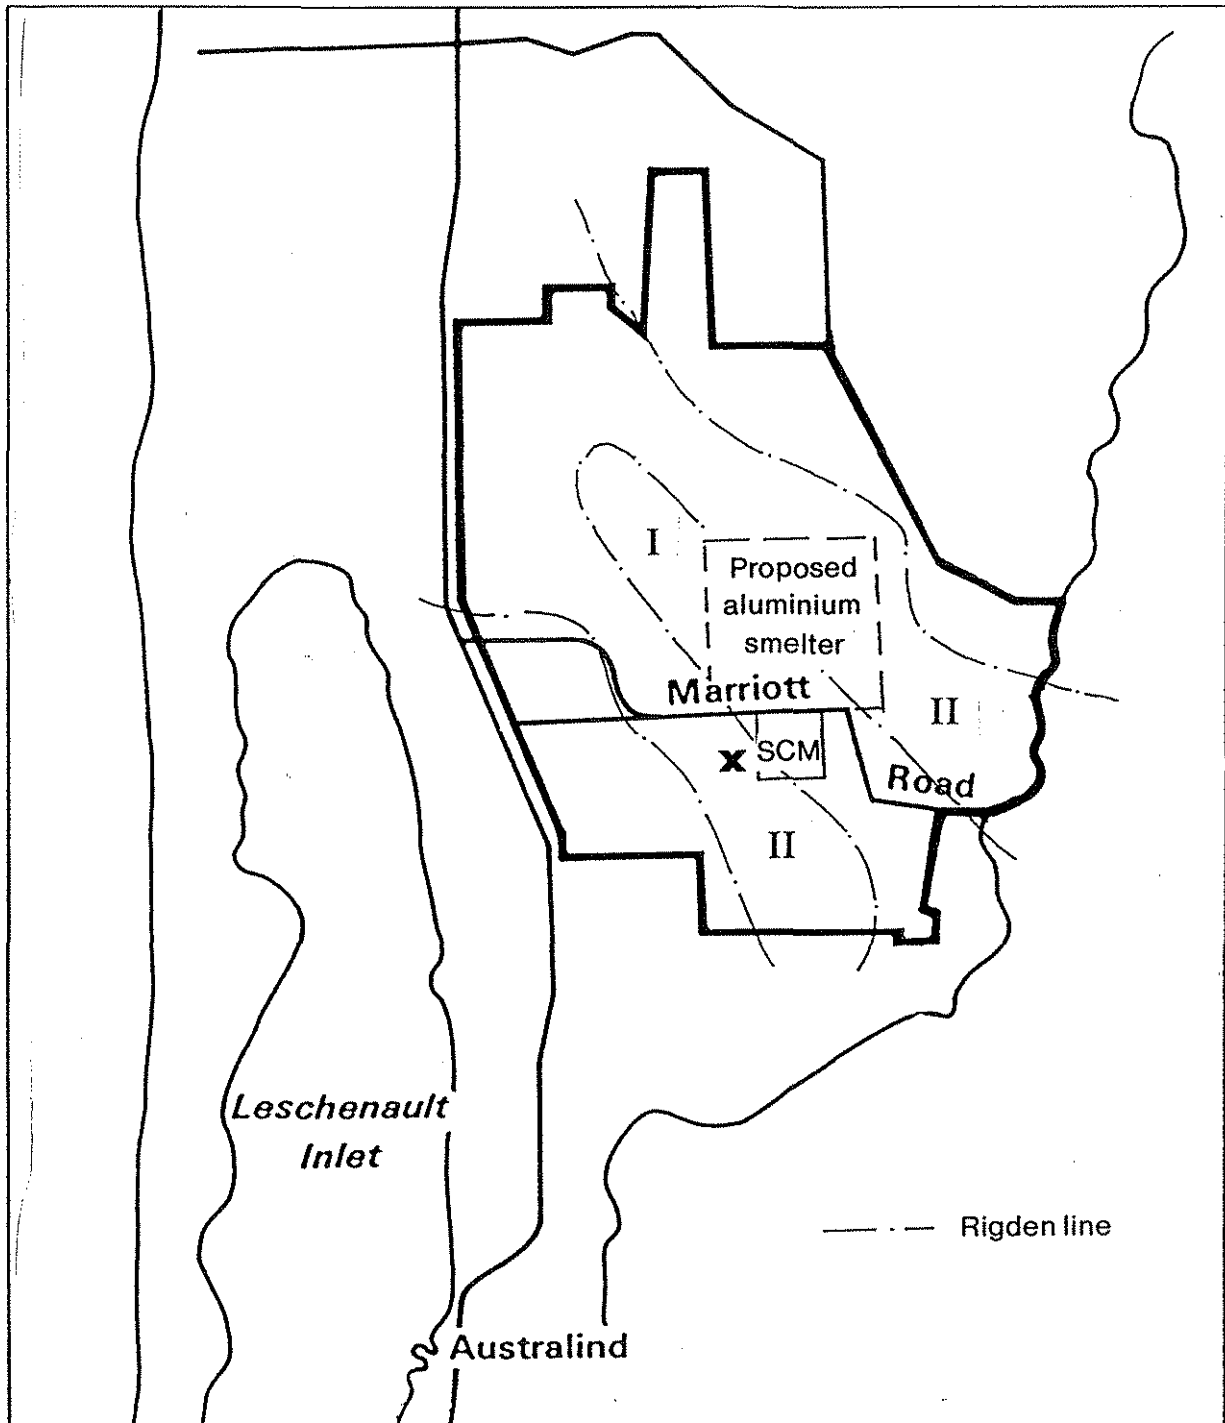 I
Proposed
aluminium
smelter
Marriott
II
X SCM
Road
II
Leschenault
Inlet
Rigden line
Australind